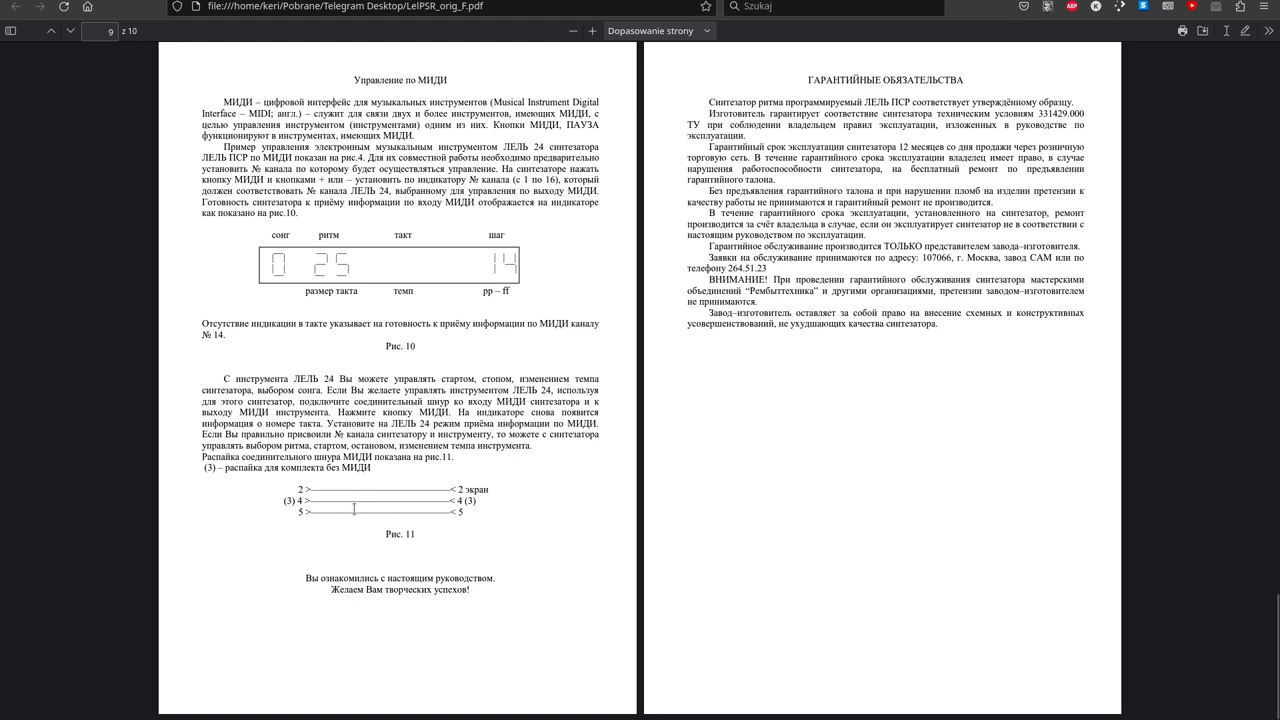 file:///home/keri/Pobrane/Telegram Desktop/LelPSR_orig_F.pdf
Szukaj
9
z 10
Dopasowanie strony
Управление по МИДИ
МИДИ – цифровой интерфейс для музыкальных инструментов (Musical Instrument Digital
Interface – MIDI; англ.) – служит для связи двух и более инструментов, имеющих МИДИ, с
целью управления инструментом (инструментами) одним из них. Кнопки МИДИ, ПАУЗА
функционируют в инструментах, имеющих МИДИ.
Пример управления электронным музыкальным инструментом ЛЕЛЬ 24 синтезатора
ЛЕЛЬ ПСР по МИДИ показан на рис.4. Для их совместной работы необходимо предварительно
установить № канала по которому будет осуществляться управление. На синтезаторе нажать
кнопку МИДИ и кнопками + или – установить по индикатору № канала (с 1 по 16), который
должен соответствовать № канала ЛЕЛЬ 24, выбранному для управления по выходу МИДИ.
Готовность синтезатора к приёму информации по входу МИДИ отображается на индикаторе
как показано на рис.10.
сонг ритм такт шаг
размер такта темп pp – ff
Отсутствие индикации в такте указывает на готовность к приёму информации по МИДИ каналу
№ 14.
Рис. 10
С инструмента ЛЕЛЬ 24 Вы можете управлять стартом, стопом, изменением темпа
синтезатора, выбором сонга. Если Вы желаете управлять инструментом ЛЕЛЬ 24, используя
для этого синтезатор, подключите соединительный шнур ко входу МИДИ синтезатора и к
выходу МИДИ инструмента. Нажмите кнопку МИДИ. На индикаторе снова появится
информация о номере такта. Установите на ЛЕЛЬ 24 режим приёма информации по МИДИ.
Если Вы правильно присвоили № канала синтезатору и инструменту, то можете с синтезатора
управлять выбором ритма, стартом, остановом, изменением темпа инструмента.
Распайка соединительного шнура МИДИ показана на рис.11.
(3) – распайка для комплекта без МИДИ
2 >—————————————< 2 экран
(3) 4 >—————————————< 4 (3)
5 >—————————————< 5
Рис. 11
Вы ознакомились с настоящим руководством.
Желаем Вам творческих успехов!
ГАРАНТИЙНЫЕ ОБЯЗАТЕЛЬСТВА
Синтезатор ритма программируемый ЛЕЛЬ ПСР соответствует утверждённому образцу.
Изготовитель гарантирует соответствие синтезатора техническим условиям 331429.000
ТУ при соблюдении владельцем правил эксплуатации, изложенных в руководстве по
эксплуатации.
Гарантийный срок эксплуатации синтезатора 12 месяцев со дня продажи через розничную
торговую сеть. В течение гарантийного срока эксплуатации владелец имеет право, в случае
нарушения работоспособности синтезатора, на бесплатный ремонт по предъявлении
гарантийного талона.
Без предъявления гарантийного талона и при нарушении пломб на изделии претензии к
качеству работы не принимаются и гарантийный ремонт не производится.
В течение гарантийного срока эксплуатации, установленного на синтезатор, ремонт
производится за счёт владельца в случае, если он эксплуатирует синтезатор не в соответствии с
настоящим руководством по эксплуатации.
Гарантийное обслуживание производится ТОЛЬКО представителем завода–изготовителя.
Заявки на обслуживание принимаются по адресу: 107066, г. Москва, завод САМ или по
телефону 264.51.23
ВНИМАНИЕ! При проведении гарантийного обслуживания синтезатора мастерскими
объединений “Рембыттехника” и другими организациями, претензии заводом–изготовителем
не принимаются.
Завод–изготовитель оставляет за собой право на внесение схемных и конструктивных
усовершенствований, не ухудшающих качества синтезатора.